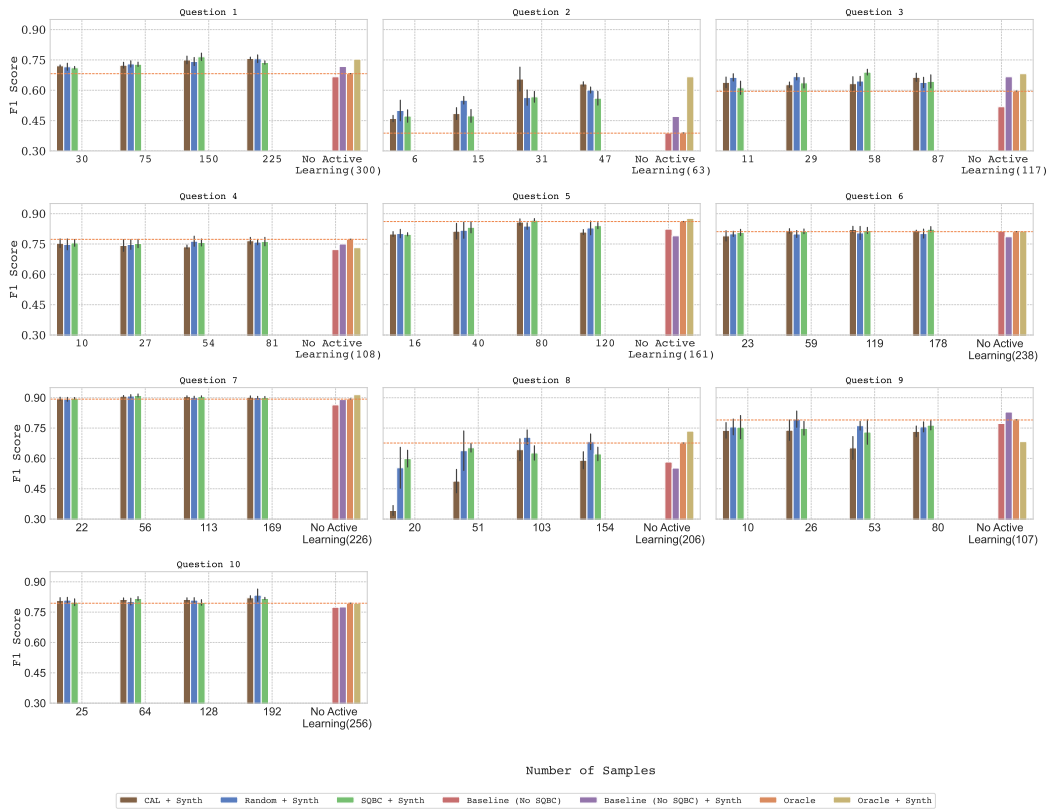 Question 1
Question 2
Question 3
F1 Score
0.90
0.75
0.60
0.45
0.30
30 75 150 225 No Active Learning(300)
6 15 31 47 No Active Learning(63)
11 29 58 87 No Active Learning(117)
Question 4
Question 5
Question 6
F1 Score
0.90
0.75
0.60
0.45
0.30
10 27 54 81 No Active Learning(108)
16 40 80 120 No Active Learning(161)
23 59 119 178 No Active Learning(238)
Question 7
Question 8
Question 9
F1 Score
0.90
0.75
0.60
0.45
0.30
22 56 113 169 No Active Learning(226)
20 51 103 154 No Active Learning(206)
10 26 53 80 No Active Learning(107)
Question 10
F1 Score
0.90
0.75
0.60
0.45
0.30
25 64 128 192 No Active Learning(256)
Number of Samples
CAL + Synth Random + Synth SQBC + Synth Baseline (No SQBC) Baseline (No SQBC) + Synth Oracle Oracle + Synth